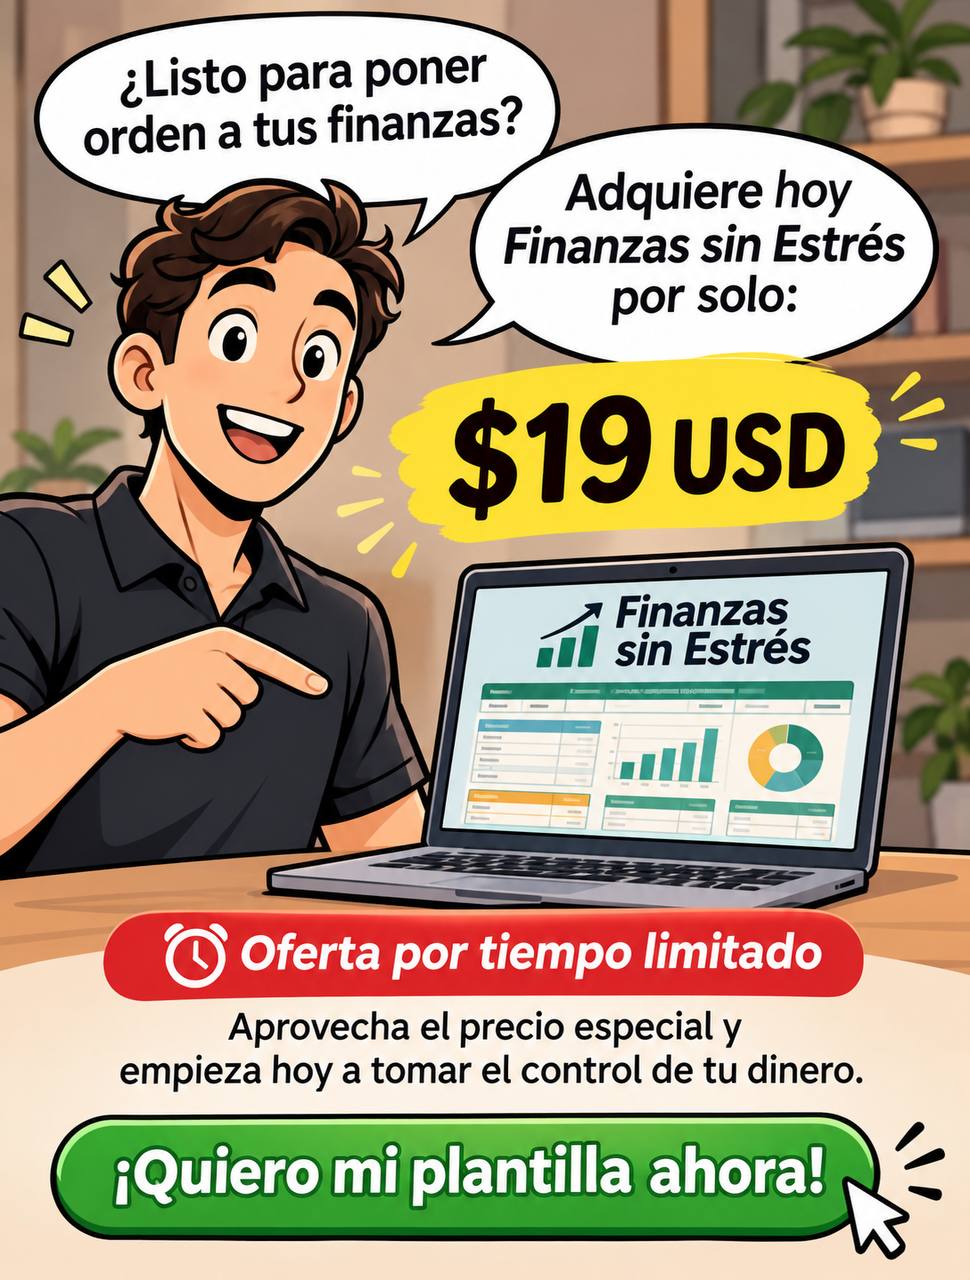 ¿Listo para poner
orden a tus finanzas?
Adquiere hoy
Finanzas sin Estrés
por solo:
$19 USD
Finanzas
sin Estrés
Oferta por tiempo limitado
Aprovecha el precio especial y
empieza hoy a tomar el control de tu dinero.
¡Quiero mi plantilla ahora!